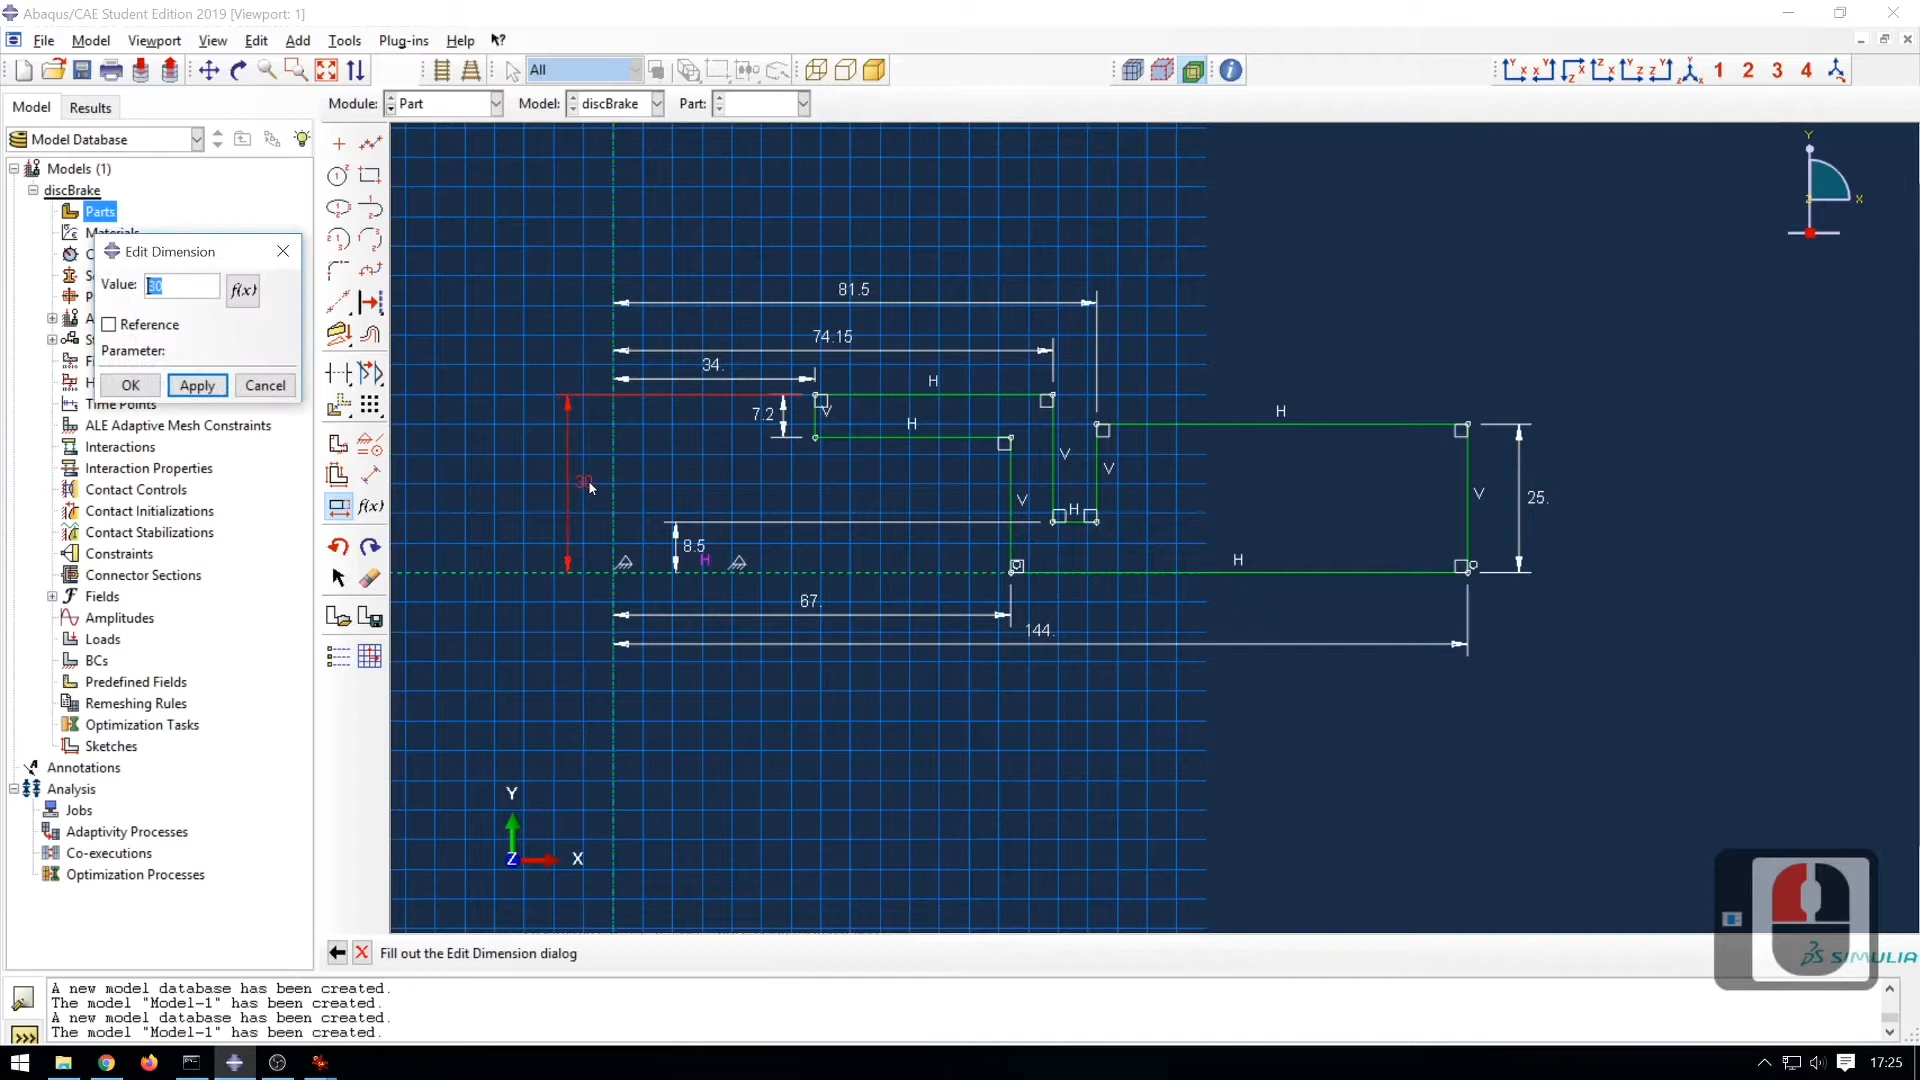 Abaqus/CAE Student Edition 2019 [Viewport: 1]
File Model Viewport View Edit Add Tools Plug-ins Help ?
All
1 2 3 4
Model Results
Module: Part Model: discBrake Part:
Model Database
Models (1)
discBrake
Parts
Materials
Edit Dimension
Value: 30
f(x)
Reference
Parameter:
OK Apply Cancel
Time Points
ALE Adaptive Mesh Constraints
Interactions
Interaction Properties
Contact Controls
Contact Initializations
Contact Stabilizations
Constraints
Connector Sections
Fields
Amplitudes
Loads
BCs
Predefined Fields
Remeshing Rules
Optimization Tasks
Sketches
Annotations
Analysis
Jobs
Adaptivity Processes
Co-executions
Optimization Processes
f(x)
Y
X
Z
81.5
74.15
34.
H
7.2
V
H
H
V
V
30
V
H
V
25.
8.5
H
H
67.
144.
Y
Z X
Fill out the Edit Dimension dialog
SIMULIA
A new model database has been created.
The model "Model-1" has been created.
A new model database has been created.
The model "Model-1" has been created.
>>>
17:25